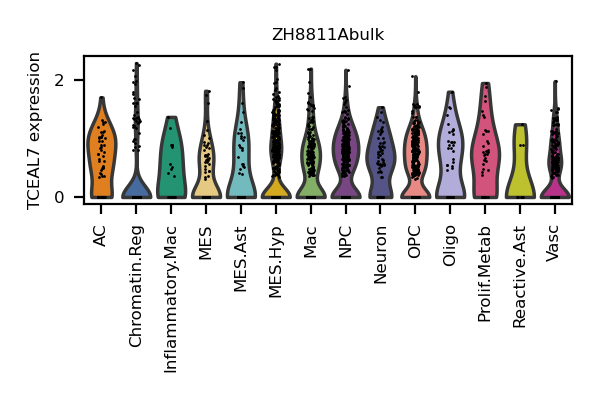 ZH8811Abulk
TCEAL7 expression
2
0
AC
Chromatin.Reg
Inflammatory.Mac
MES
MES.Ast
MES.Hyp
Mac
NPC
Neuron
OPC
Oligo
Prolif.Metab
Reactive.Ast
Vasc